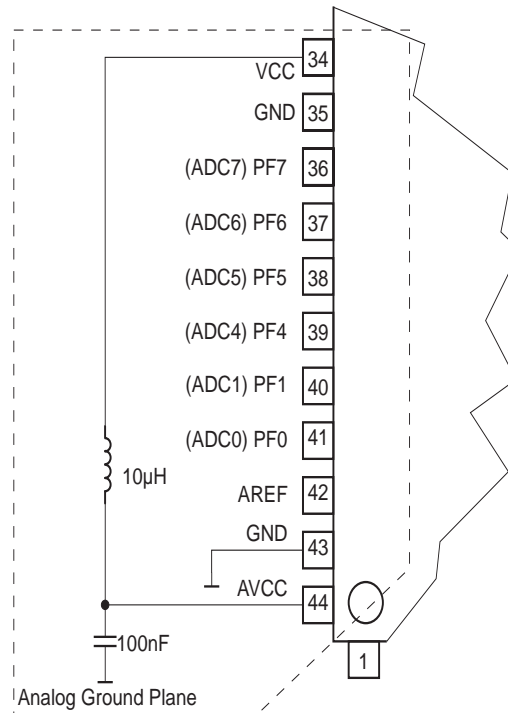 VCC 34
GND 35
(ADC7) PF7 36
(ADC6) PF6 37
(ADC5) PF5 38
(ADC4) PF4 39
(ADC1) PF1 40
(ADC0) PF0 41
10µH
AREF 42
GND 43
AVCC 44
100nF
1
Analog Ground Plane